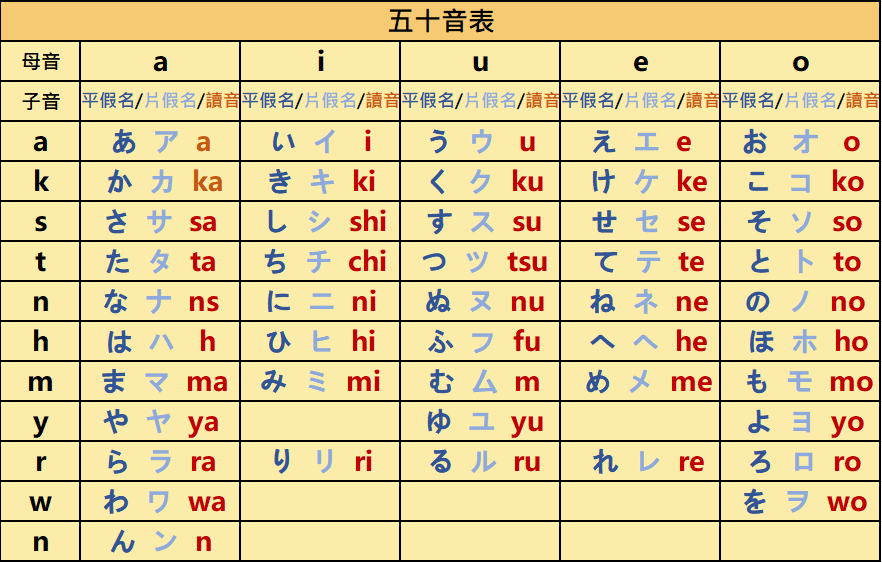 五十音表
母音 a i u e o
子音 平假名/片假名/讀音 平假名/片假名/讀音 平假名/片假名/讀音 平假名/片假名/讀音 平假名/片假名/讀音
a あ ア a い イ i う ウ u え エ e お オ o
k か カ ka き キ ki く ク ku け ケ ke こ コ ko
s さ サ sa し シ shi す ス su せ セ se そ ソ so
t た タ ta ち チ chi つ ツ tsu て テ te と ト to
n な ナ ns に ニ ni ぬ ヌ nu ね ネ ne の ノ no
h は ハ h ひ ヒ hi ふ フ fu へ ヘ he ほ ホ ho
m ま マ ma み ミ mi む ム m め メ me も モ mo
y や ヤ ya ゆ ユ yu よ ヨ yo
r ら ラ ra り リ ri る ル ru れ レ re ろ ロ ro
w わ ワ wa を ヲ wo
n ん ン n